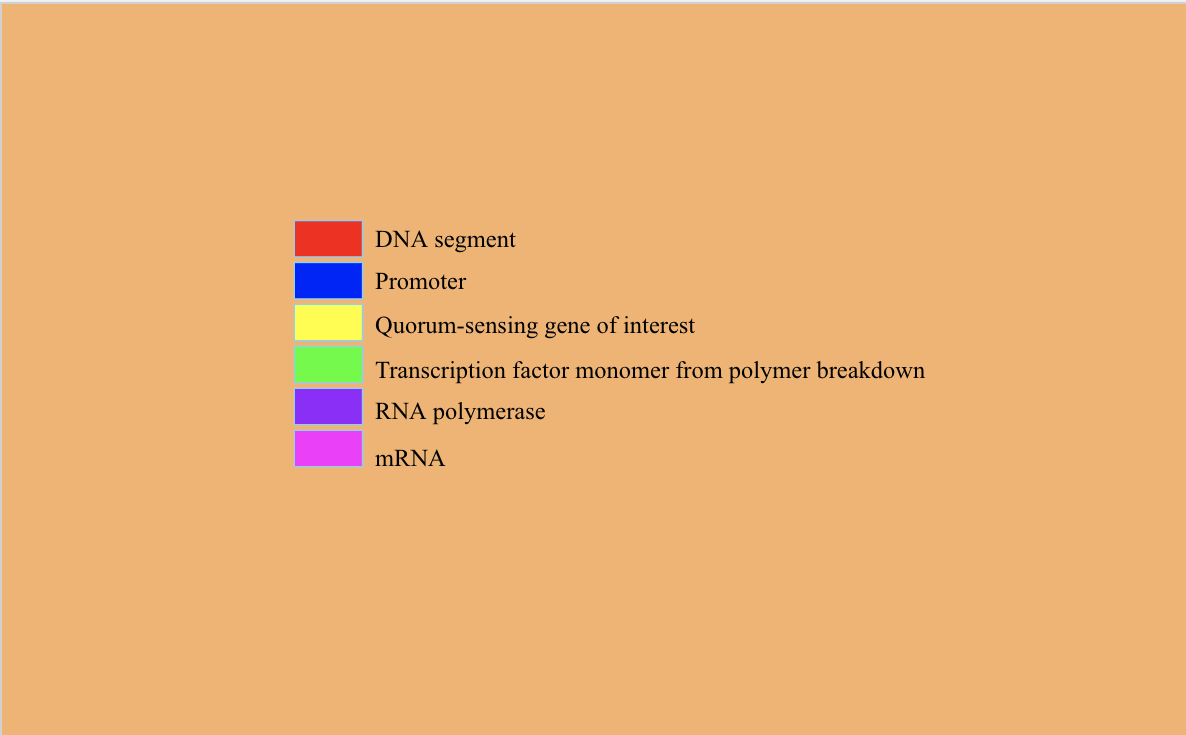 DNA segment
Promoter
Quorum-sensing gene of interest
Transcription factor monomer from polymer breakdown
RNA polymerase
mRNA